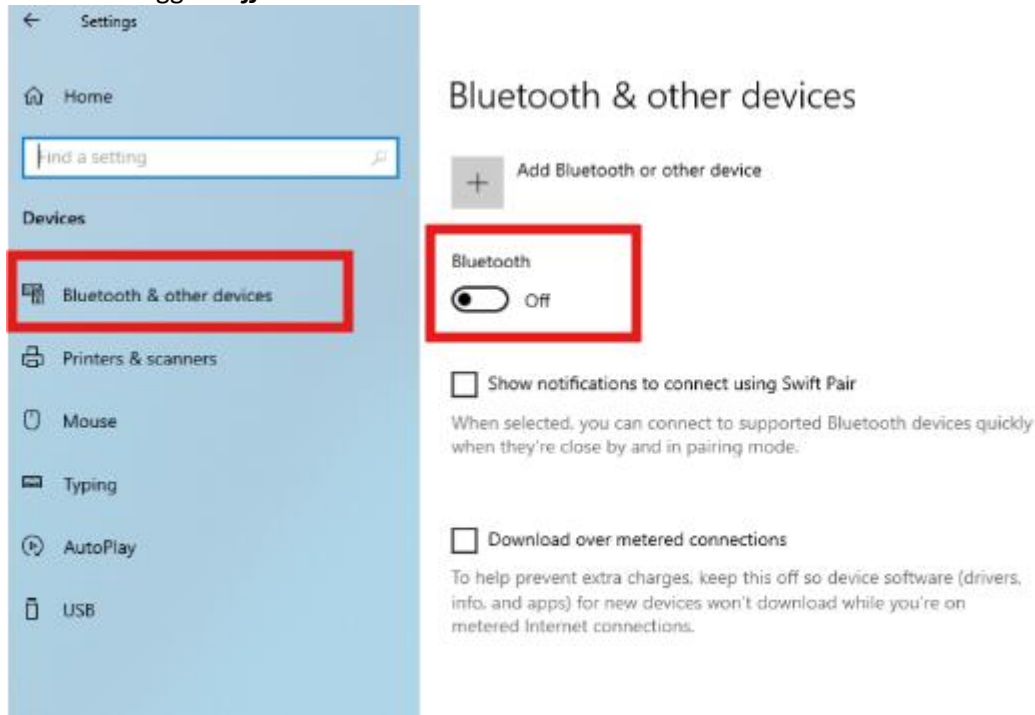 Settings
Home
Find a setting
Devices
Bluetooth & other devices
Printers & scanners
Mouse
Typing
AutoPlay
USB
Bluetooth & other devices
Add Bluetooth or other device
Bluetooth
Off
Show notifications to connect using Swift Pair
When selected, you can connect to supported Bluetooth devices quickly
when they're close by and in pairing mode.
Download over metered connections
To help prevent extra charges, keep this off so device software (drivers,
info, and apps) for new devices won't download while you're on
metered Internet connections.